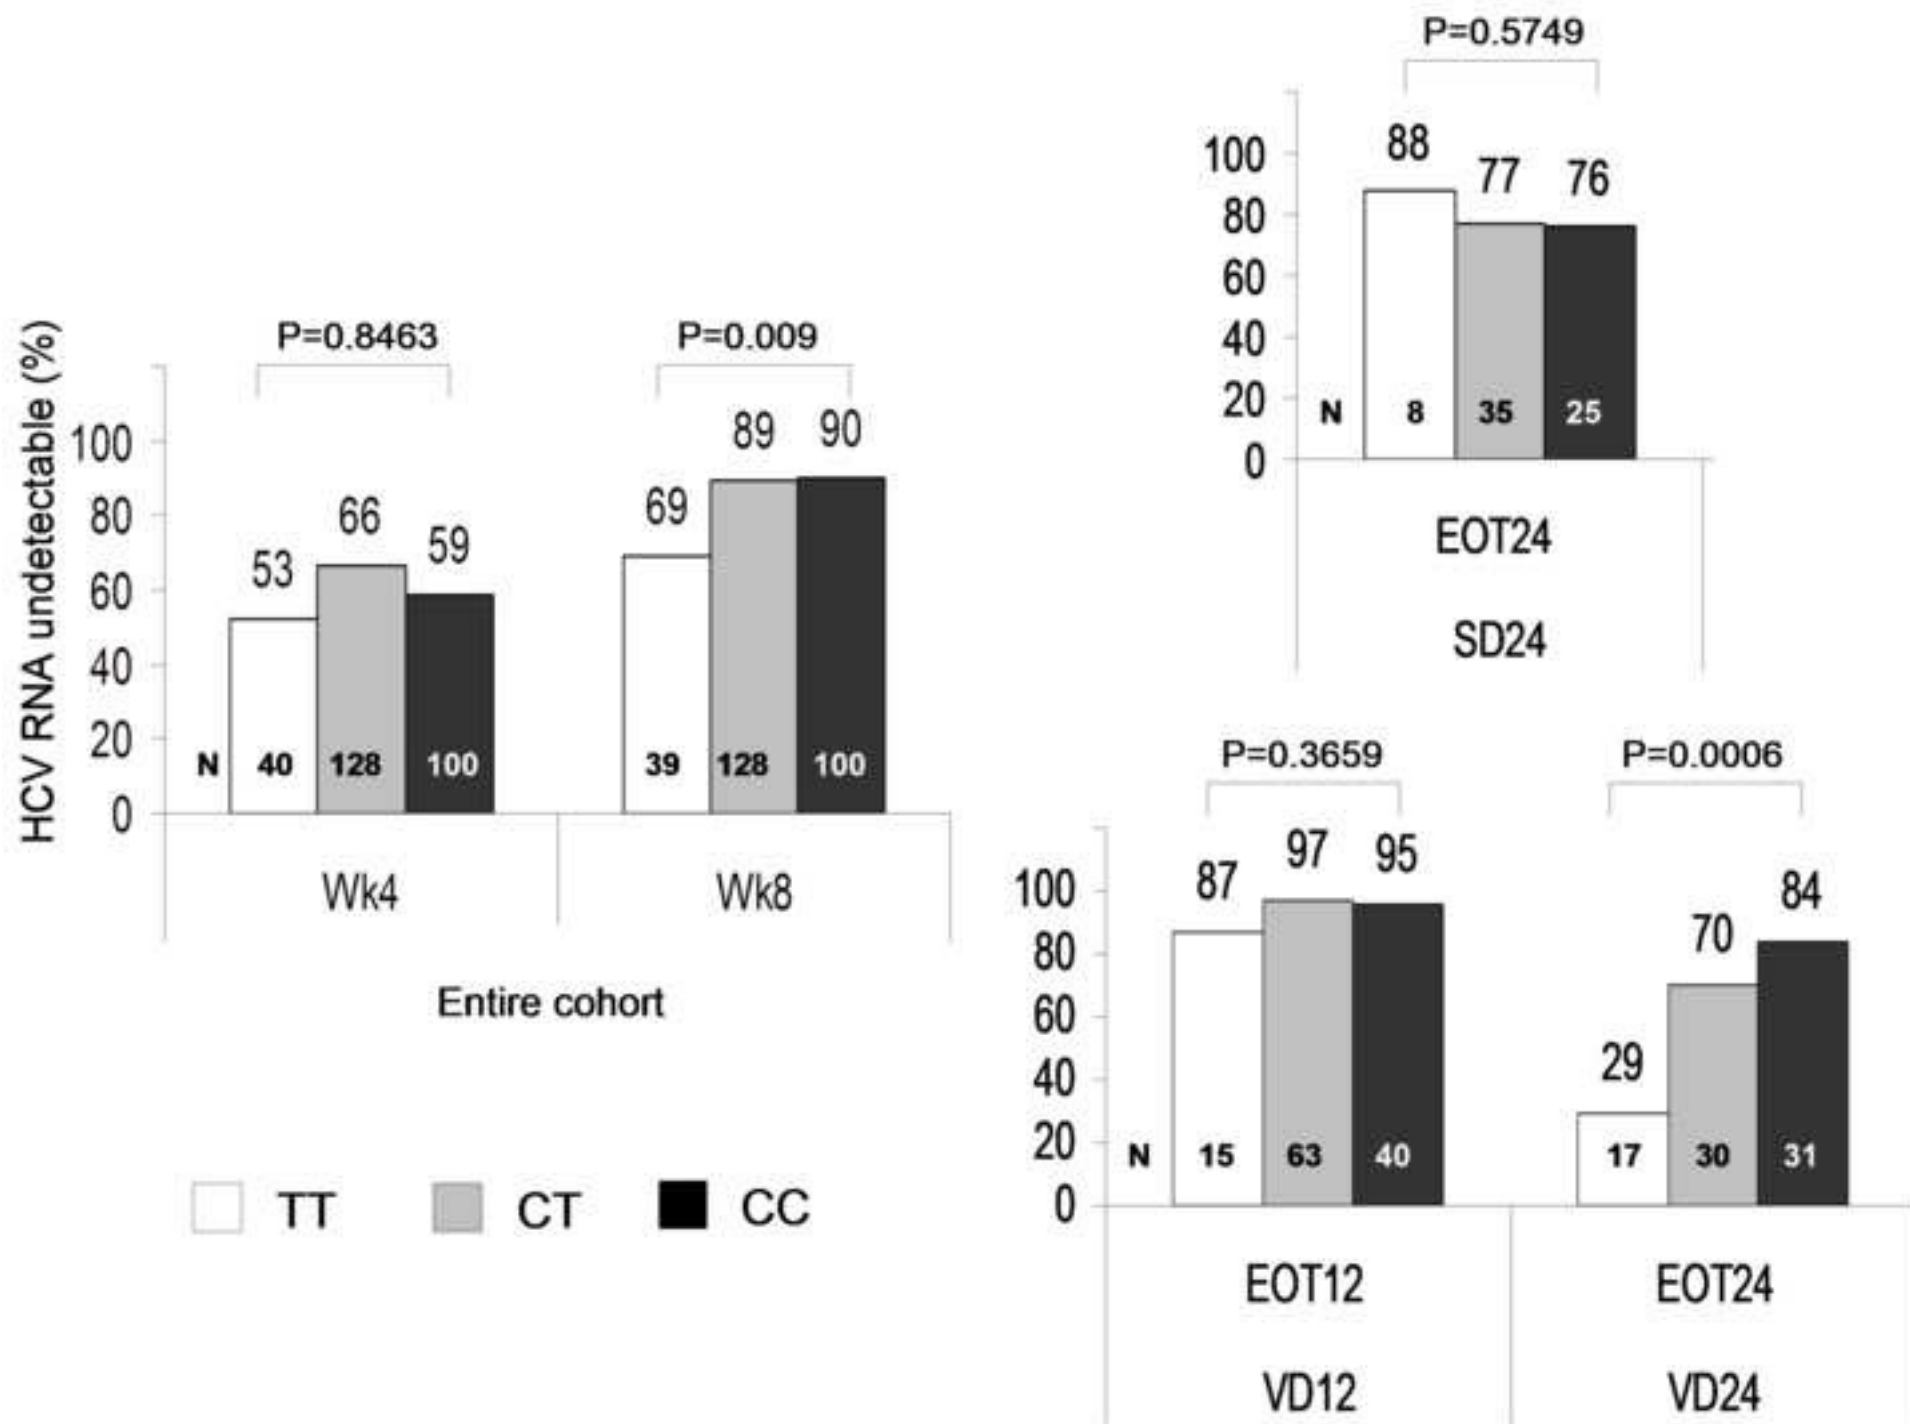 HCV RNA undetectable (%)
P=0.8463
P=0.009
100
80
60
40
20
0
53
66
59
69
89
90
N
40
128
100
39
128
100
Wk4
Wk8
Entire cohort
TT
CT
CC
P=0.5749
100
80
60
40
20
0
88
77
76
N
8
35
25
EOT24
SD24
P=0.3659
P=0.0006
100
80
60
40
20
0
87
97
95
29
70
84
N
15
63
40
17
30
31
EOT12
EOT24
VD12
VD24